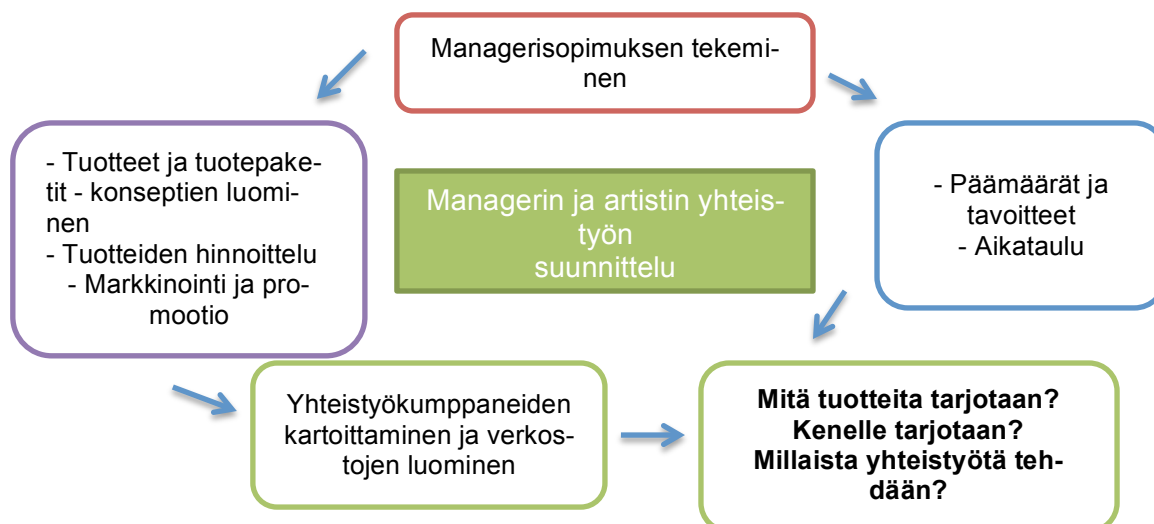 Managerisopimuksen tekemi-
nen
- Tuotteet ja tuotepake-
tit - konseptien luomi-
nen
- Tuotteiden hinnoittelu
- Markkinointi ja pro-
mootio
Managerin ja artistin yhteis-
työn
suunnittelu
- Päämäärät ja
tavoitteet
- Aikataulu
Yhteistyökumppaneiden
kartoittaminen ja verkos-
tojen luominen
Mitä tuotteita tarjotaan?
Kenelle tarjotaan?
Millaista yhteistyötä teh-
dään?